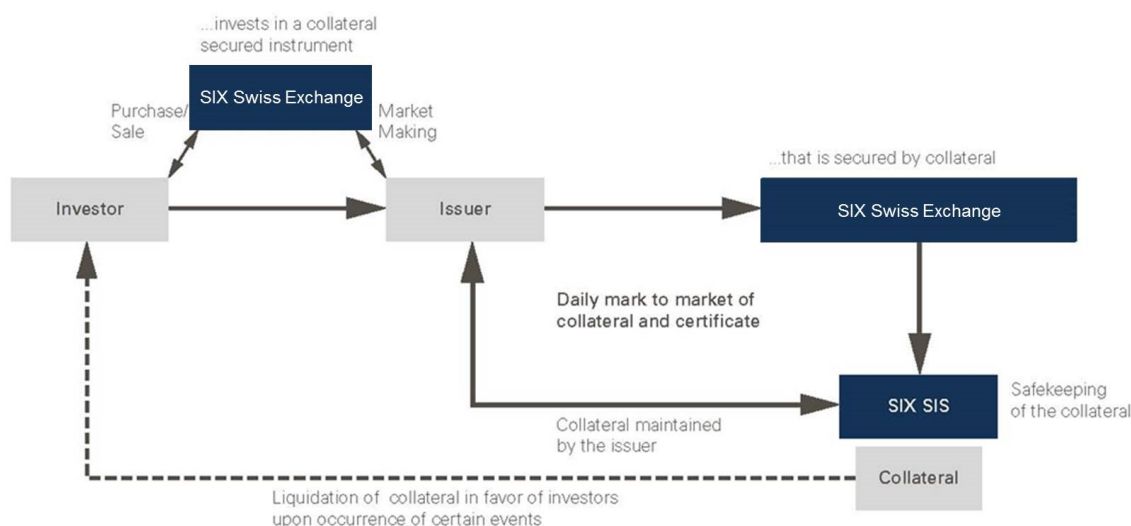 ...invests in a collateral
secured instrument
SIX Swiss Exchange
Purchase/
Sale
Market
Making
...that is secured by collateral
Investor
Issuer
SIX Swiss Exchange
Daily mark to market of
collateral and certificate
SIX SIS
Safekeeping
of the collateral
Collateral maintained
by the issuer
Collateral
Liquidation of collateral in favor of investors
upon occurrence of certain events